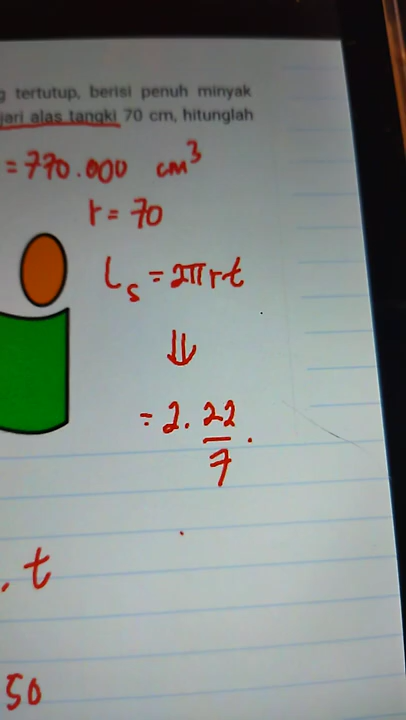 g tertutup, berisi penuh minyak
jari alas tangki 70 cm, hitunglah
= 770.000 cm³
r = 70
Ls = 2πrt
⇓
= 2. 22/7 .
. t
50